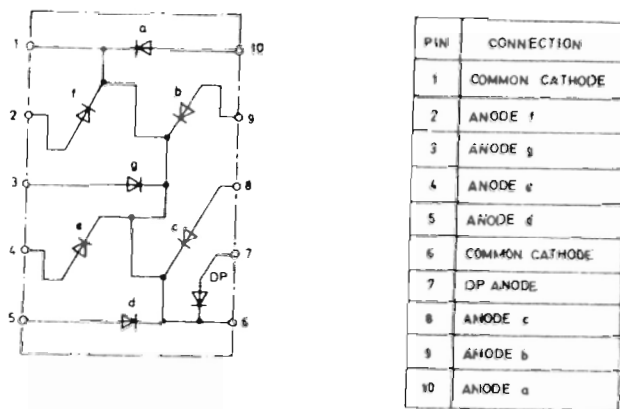 a
1
10
f
b
2
9
g
3
8
e
c
4
7
DP
d
5
6
PIN CONNECTION
1 COMMON CATHODE
2 ANODE f
3 ANODE g
4 ANODE e
5 ANODE d
6 COMMON CATHODE
7 DP ANODE
8 ANODE c
9 ANODE b
10 ANODE a